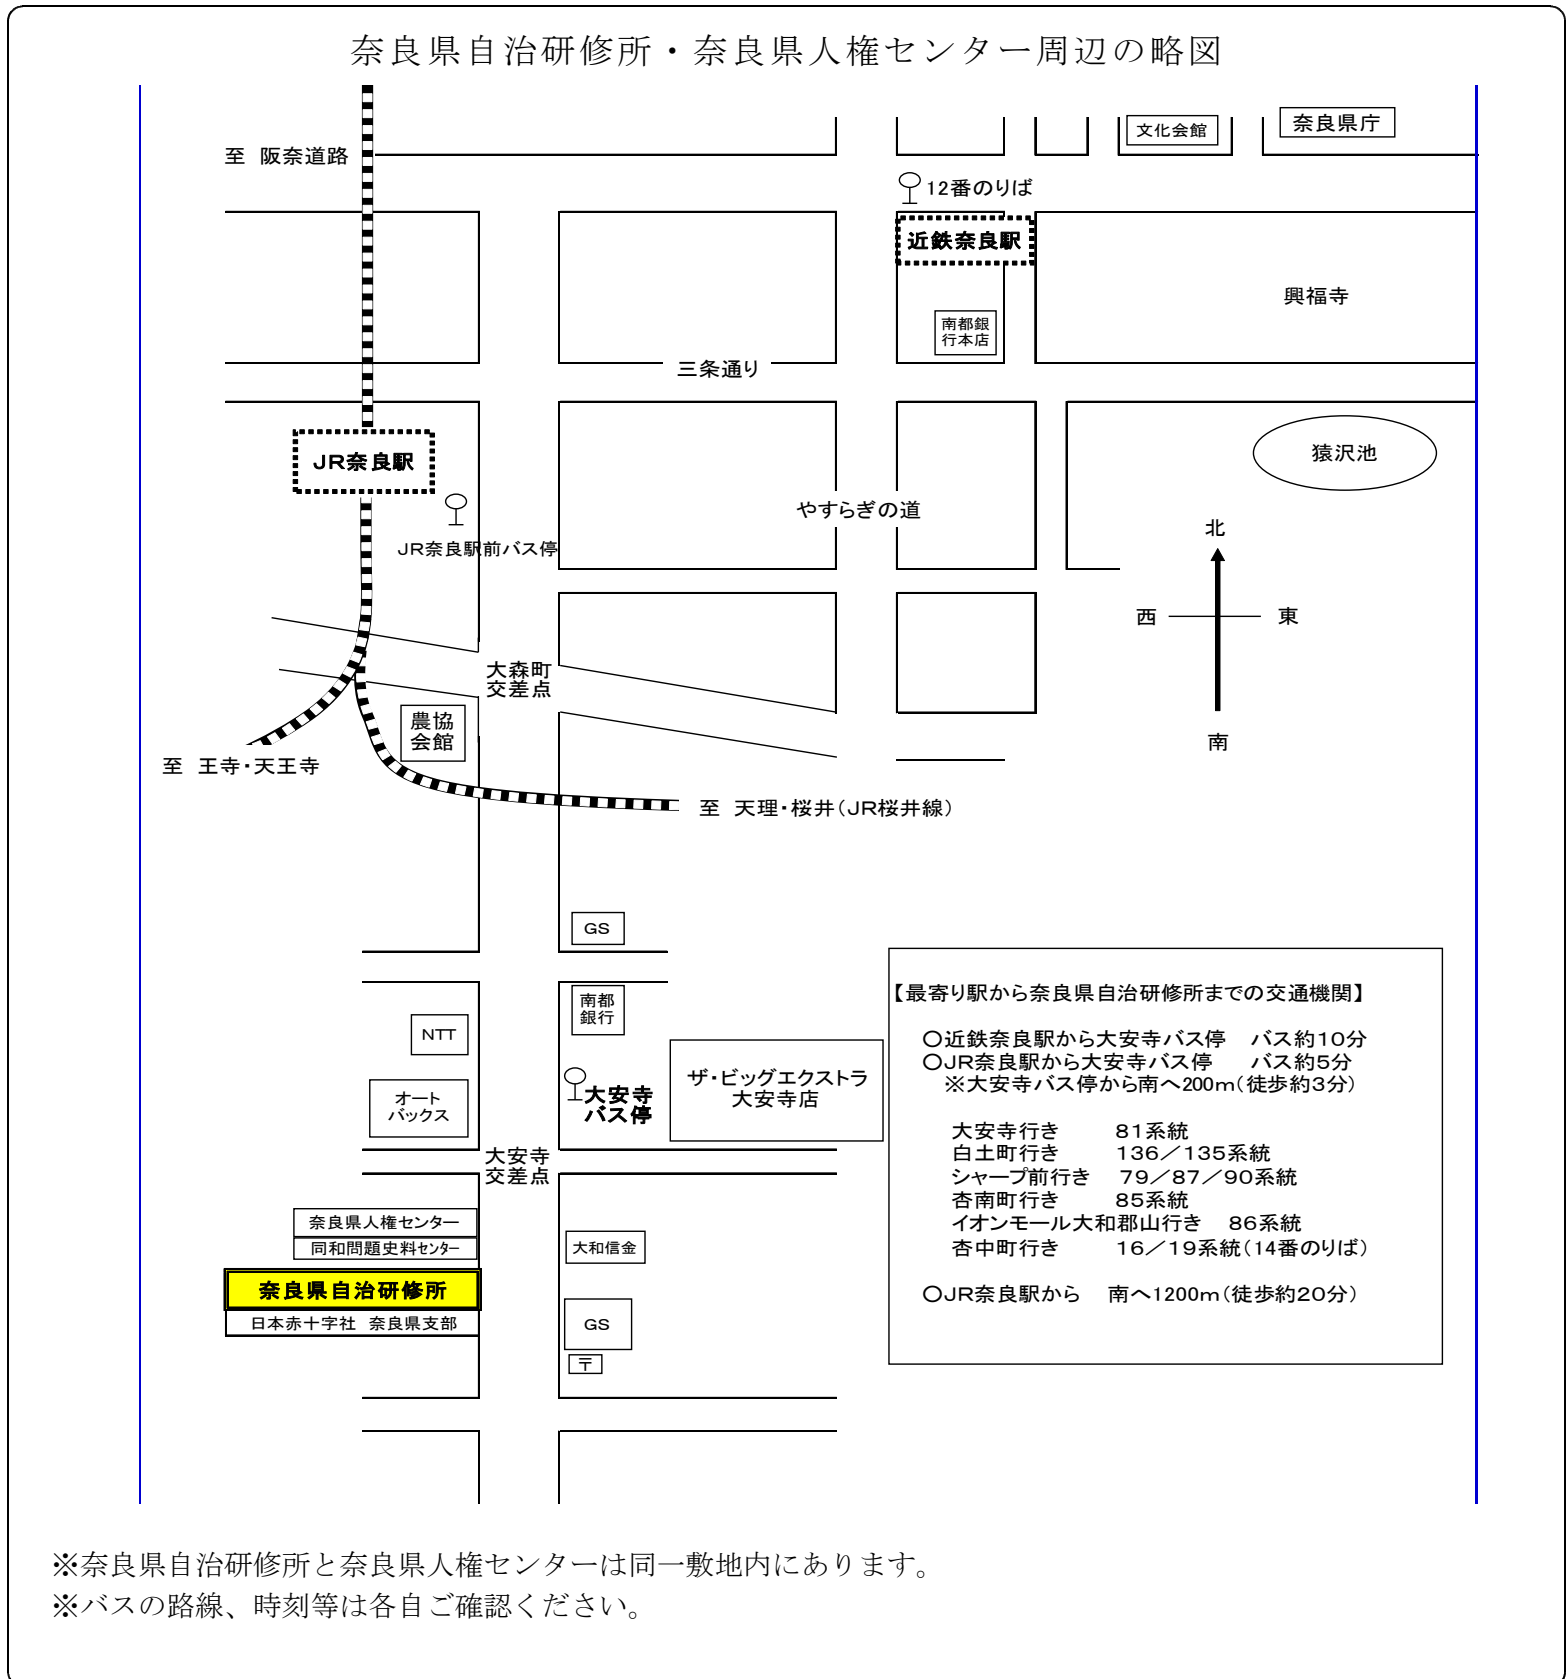 奈良県自治研修所・奈良県人権センター周辺の略図
文化会館
奈良県庁
至 阪奈道路
12番のりば
近鉄奈良駅
興福寺
南都銀
行本店
三条通り
JR奈良駅
猿沢池
やすらぎの道
北
JR奈良駅前バス停
西
東
大森町
交差点
農協
会館
南
至 王寺・天王寺
至 天理・桜井(JR桜井線)
GS
【最寄り駅から奈良県自治研修所までの交通機関】
○近鉄奈良駅から大安寺バス停 バス約10分
○JR奈良駅から大安寺バス停 バス約5分
※大安寺バス停から南へ200m(徒歩約3分)
大安寺行き 81系統
白土町行き 136/135系統
シャープ前行き 79/87/90系統
杏南町行き 85系統
イオンモール大和郡山行き 86系統
杏中町行き 16/19系統(14番のりば)
○JR奈良駅から 南へ1200m(徒歩約20分)
南都
銀行
NTT
ザ・ビッグエクストラ
大安寺店
大安寺
バス停
オート
バックス
大安寺
交差点
奈良県人権センター
同和問題史料センター
大和信金
奈良県自治研修所
日本赤十字社 奈良県支部
GS
〒
※奈良県自治研修所と奈良県人権センターは同一敷地内にあります。
※バスの路線、時刻等は各自ご確認ください。